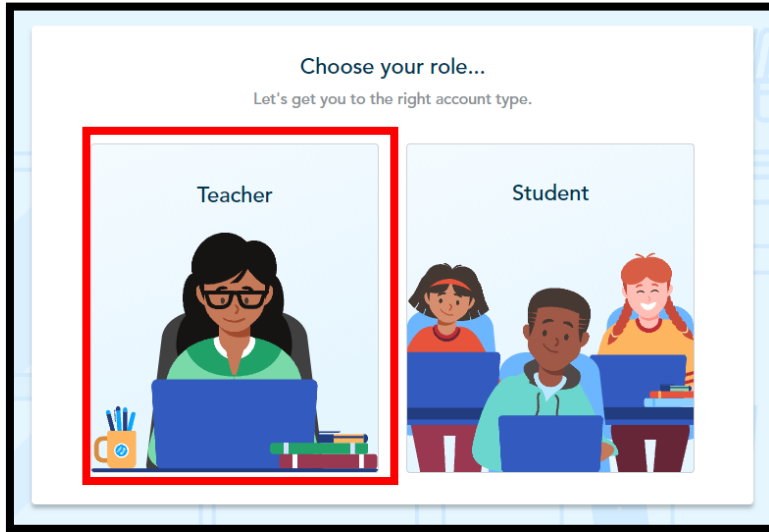 Choose your role...
Let's get you to the right account type.
Teacher
Student